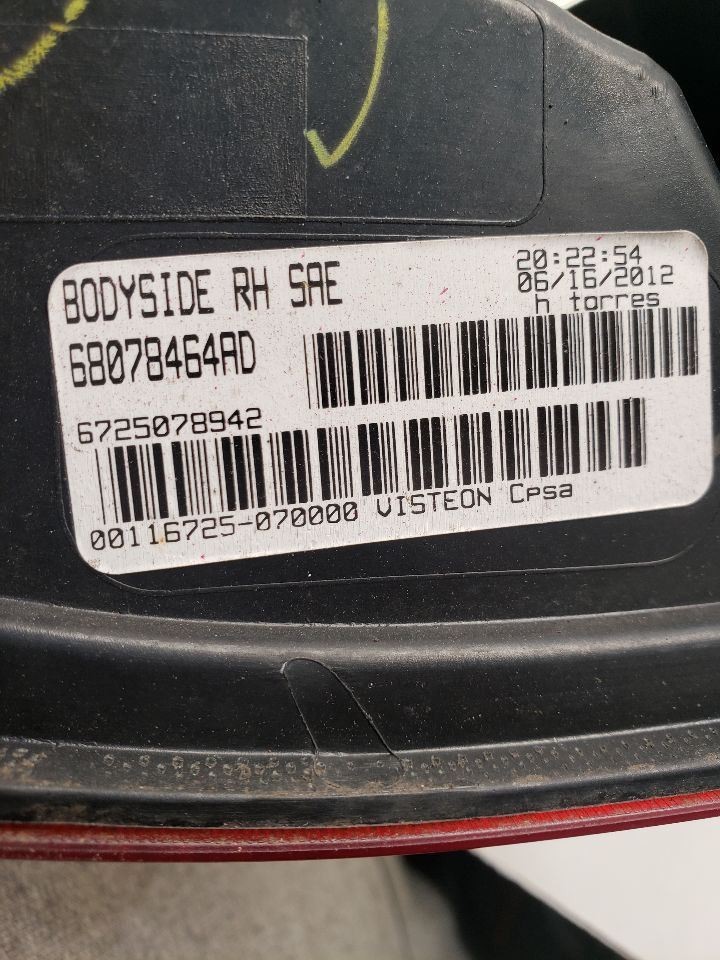 BODYSIDE RH SAE
20:22:54
06/16/2012
h torres
68078464AD
6725078942
00116725-070000 VISTEON Cpsa